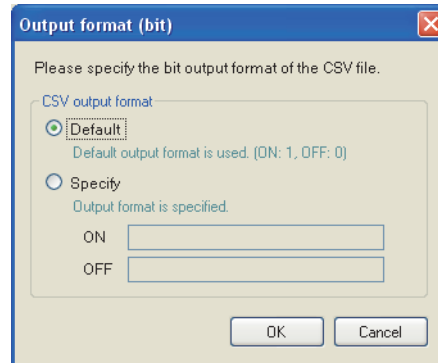 Output format (bit)
Please specify the bit output format of the CSV file.
CSV output format
Default
Default output format is used. (ON: 1, OFF: 0)
Specify
Output format is specified.
ON
OFF
OK Cancel